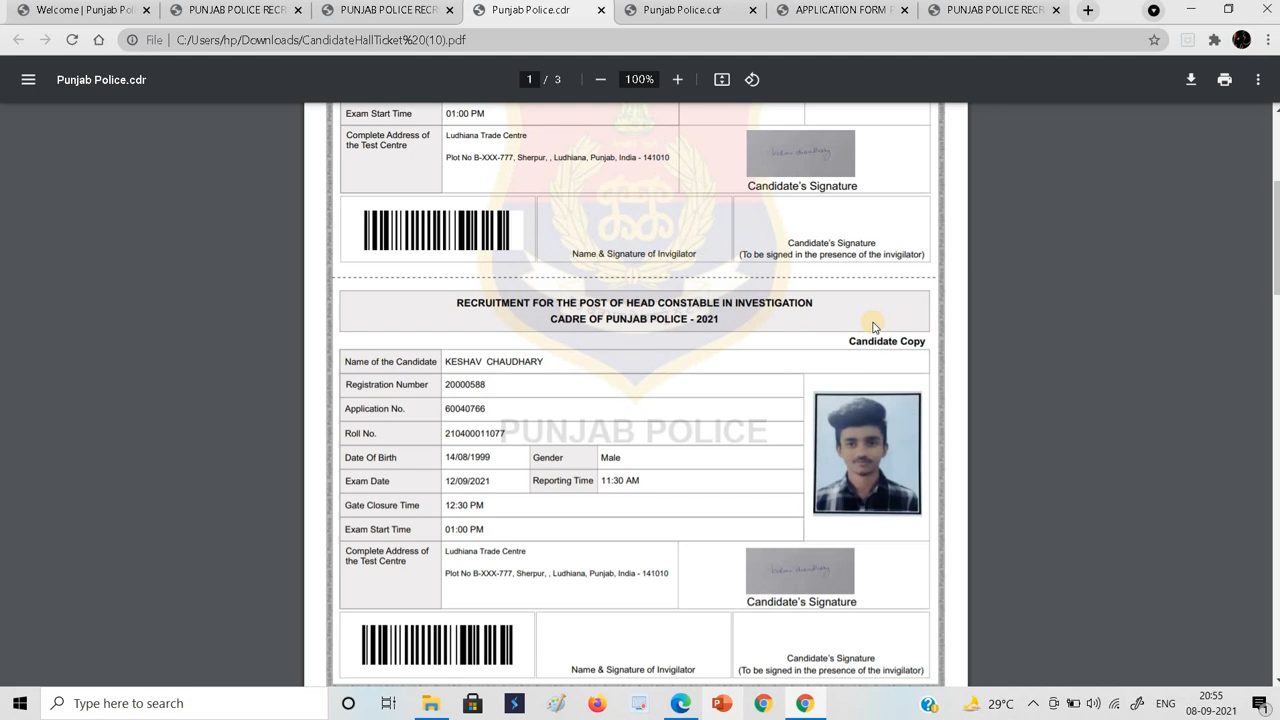 Welcome | Punjab Poli
PUNJAB POLICE RECR
PUNJAB POLICE RECR
Punjab Police.cdr
Punjab Police.cdr
APPLICATION FORM F
PUNJAB POLICE RECR
File | C:/Users/hp/Downloads/CandidateHallTicket%20(10).pdf
Punjab Police.cdr
1 / 3
100%
Exam Start Time 01:00 PM
Complete Address of the Test Centre
Ludhiana Trade Centre
Plot No B-XXX-777, Sherpur, , Ludhiana, Punjab, India - 141010
Candidate's Signature
Name & Signature of Invigilator
Candidate's Signature
(To be signed in the presence of the invigilator)
RECRUITMENT FOR THE POST OF HEAD CONSTABLE IN INVESTIGATION
CADRE OF PUNJAB POLICE - 2021
Candidate Copy
Name of the Candidate KESHAV CHAUDHARY
Registration Number 20000588
Application No. 60040766
Roll No. 210400011077
PUNJAB POLICE
Date Of Birth 14/08/1999 Gender Male
Exam Date 12/09/2021 Reporting Time 11:30 AM
Gate Closure Time 12:30 PM
Exam Start Time 01:00 PM
Complete Address of the Test Centre
Ludhiana Trade Centre
Plot No B-XXX-777, Sherpur, , Ludhiana, Punjab, India - 141010
Candidate's Signature
Name & Signature of Invigilator
Candidate's Signature
(To be signed in the presence of the invigilator)
Type here to search
29°C
20:55
08-09-2021